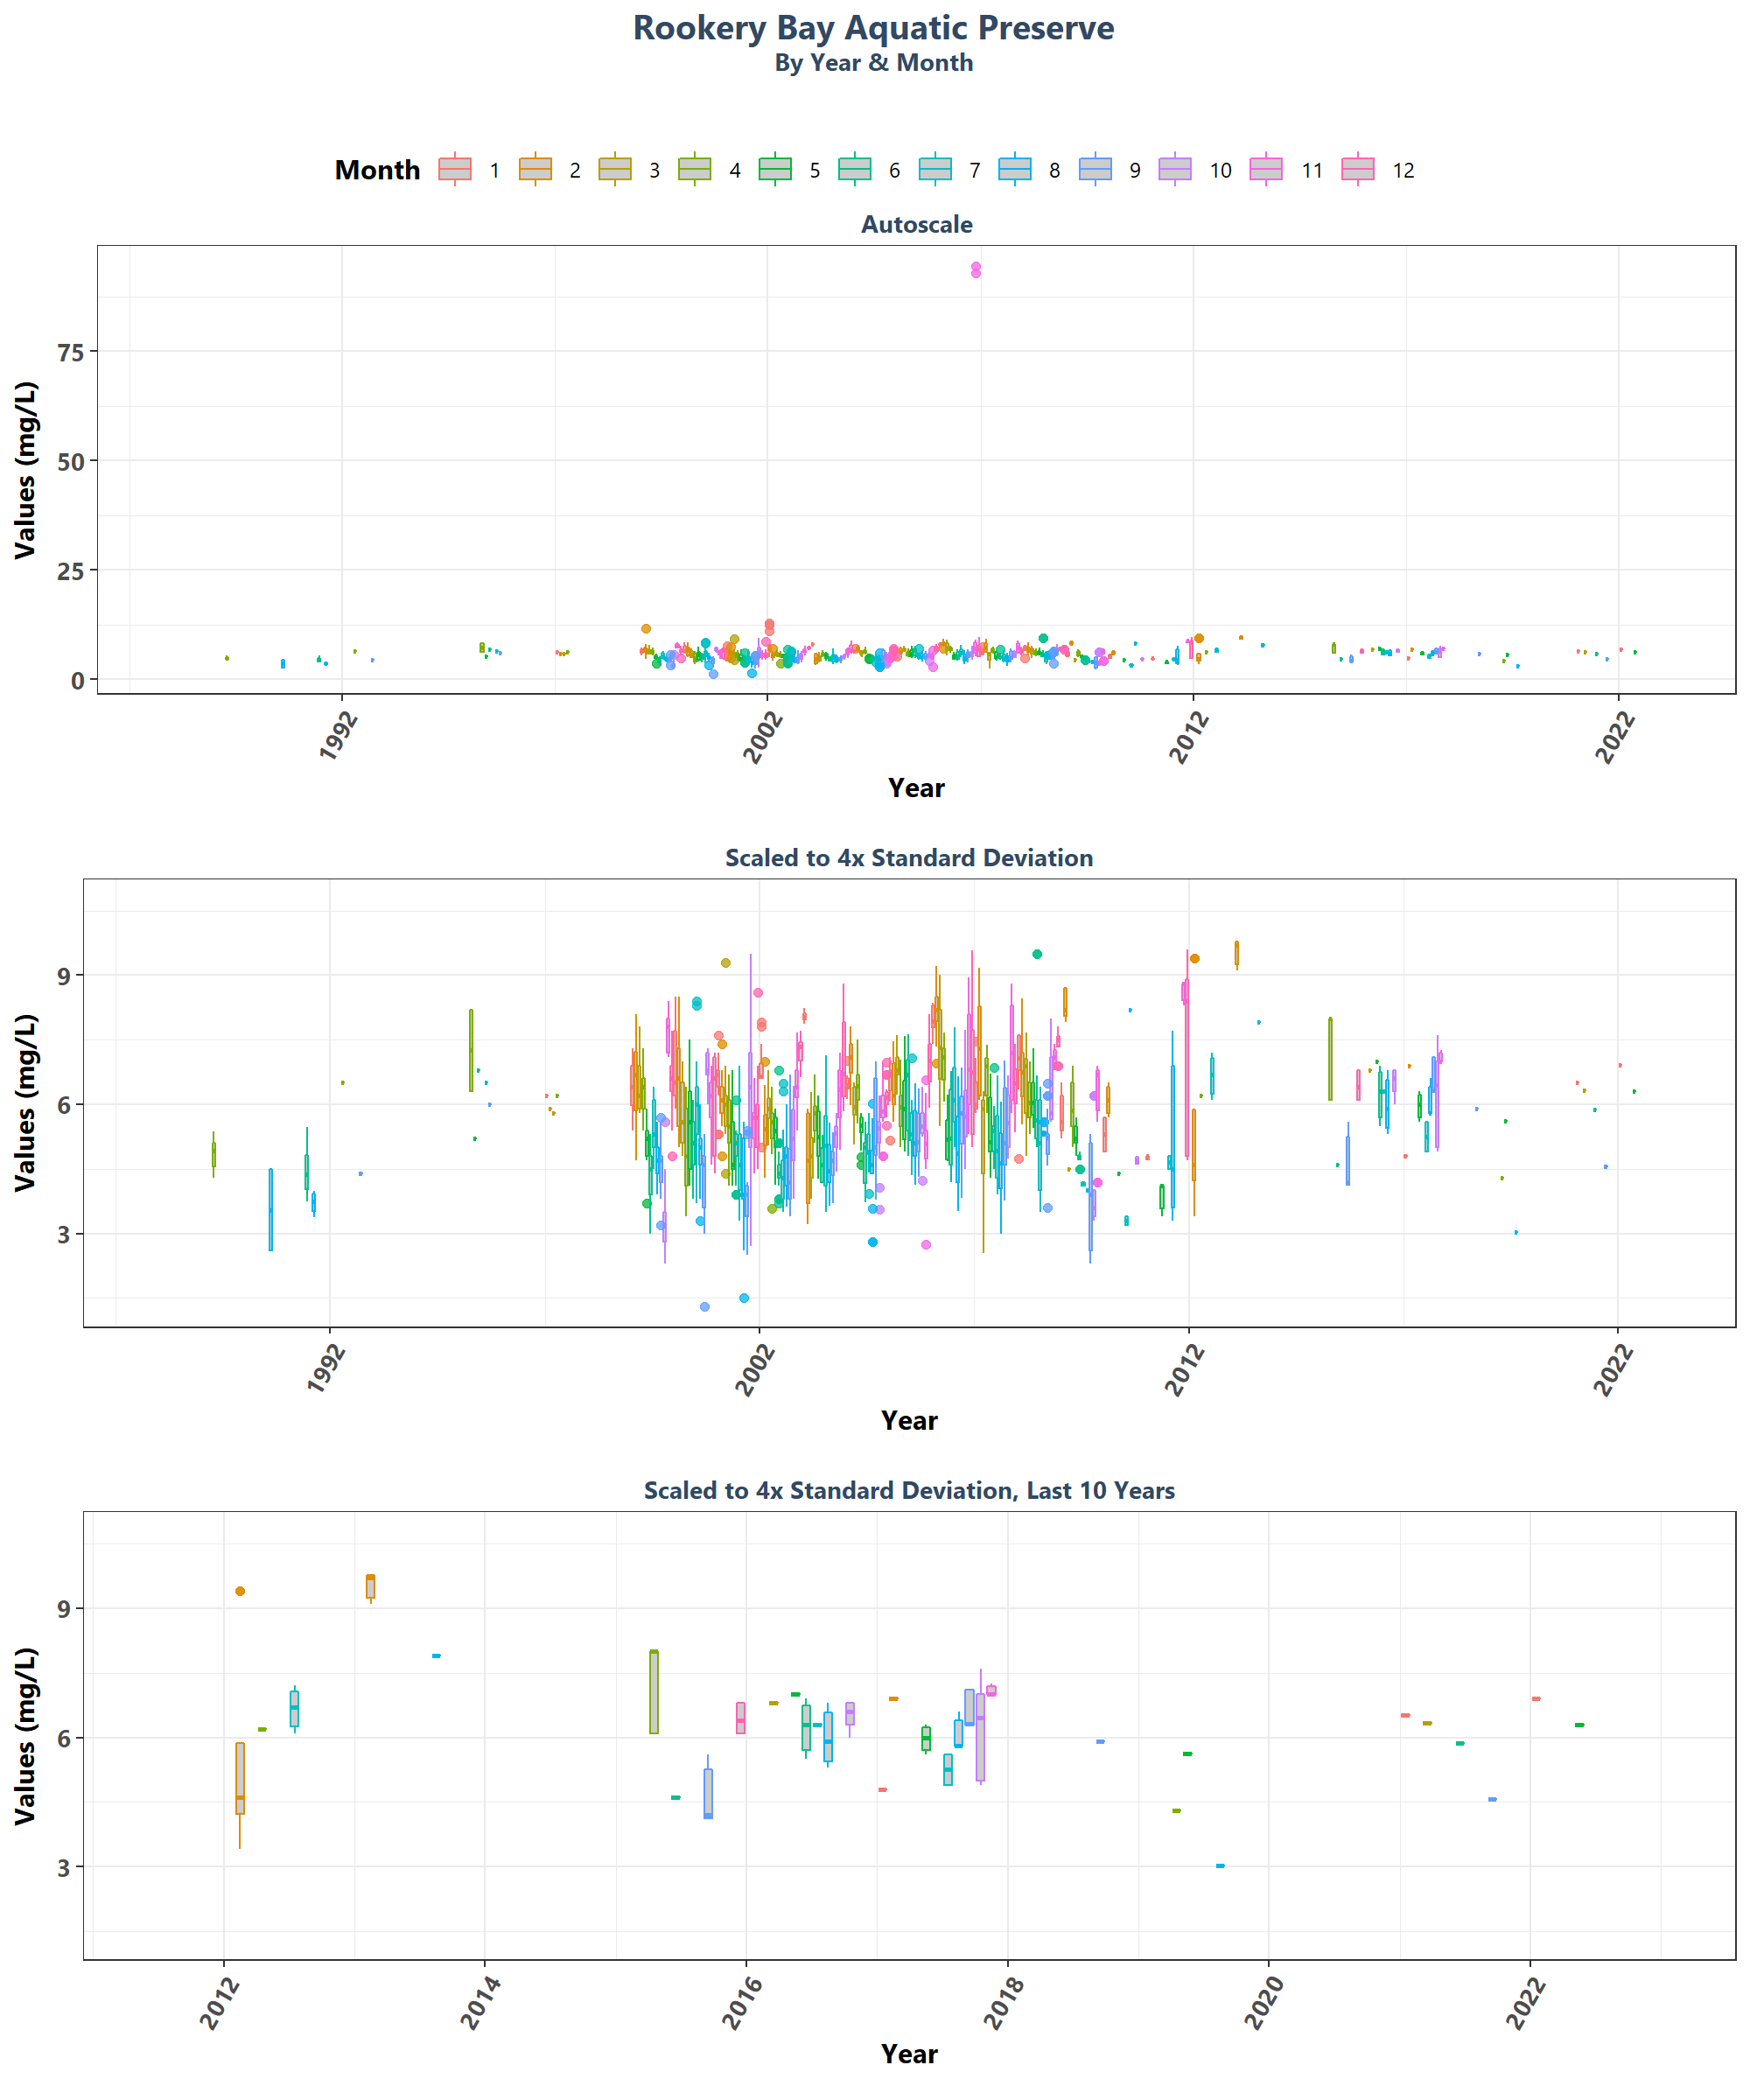 Rookery Bay Aquatic Preserve
By Year & Month
Month 1 2 3 4 5 6 7 8 9 10 11 12
Autoscale
Values (mg/L)
75
50
25
0
1992 2002 2012 2022
Year
Scaled to 4x Standard Deviation
Values (mg/L)
9
6
3
1992 2002 2012 2022
Year
Scaled to 4x Standard Deviation, Last 10 Years
Values (mg/L)
9
6
3
2012 2014 2016 2018 2020 2022
Year